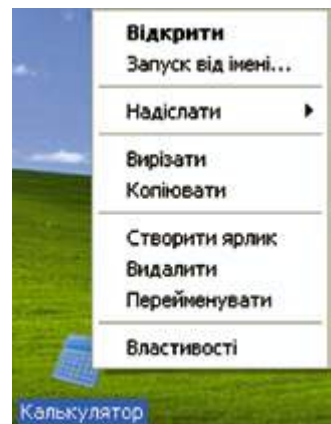 Відкрити
Запуск від імені...
Надіслати
Вирізати
Копіювати
Створити ярлик
Видалити
Перейменувати
Властивості
Калькулятор